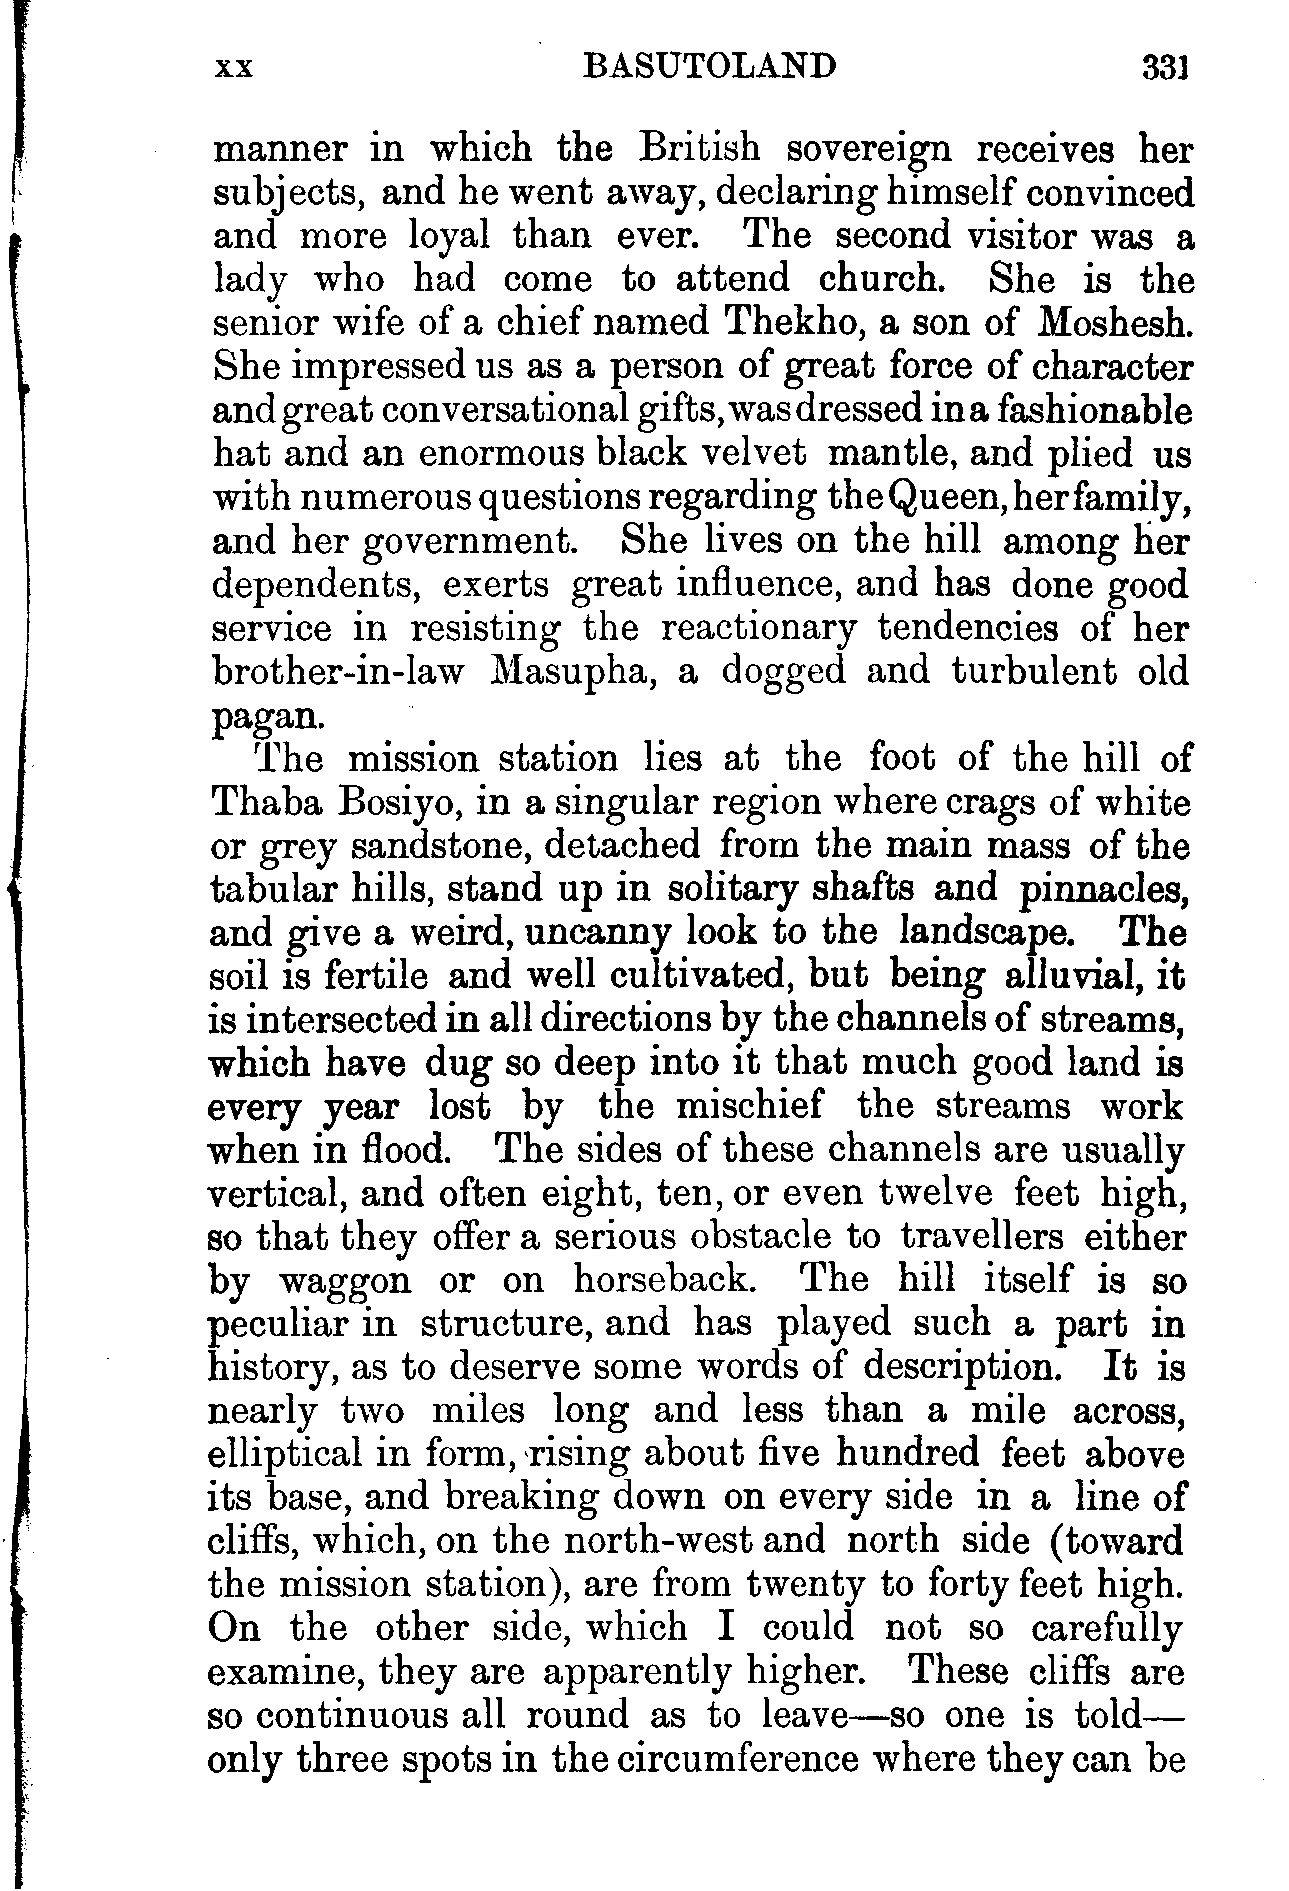 xx BASUTOLAND 331
manner in which the British sovereign receives her
subjects, and he went away, declaring himself convinced
and more loyal than ever. The second visitor was a
lady who had come to attend church. She is the
senior wife of a chief named Thekho, a son of Moshesh.
She impressed us as a person of great force of character
and great conversational gifts, was dressed in a fashionable
hat and an enormous black velvet mantle, and plied us
with numerous questions regarding the Queen, her family,
and her government. She lives on the hill among her
dependents, exerts great influence, and has done good
service in resisting the reactionary tendencies of her
brother-in-law Masupha, a dogged and turbulent old
pagan.
The mission station lies at the foot of the hill of
Thaba Bosiyo, in a singular region where crags of white
or grey sandstone, detached from the main mass of the
tabular hills, stand up in solitary shafts and pinnacles,
and give a weird, uncanny look to the landscape. The
soil is fertile and well cultivated, but being alluvial, it
is intersected in all directions by the channels of streams,
which have dug so deep into it that much good land is
every year lost by the mischief the streams work
when in flood. The sides of these channels are usually
vertical, and often eight, ten, or even twelve feet high,
so that they offer a serious obstacle to travellers either
by waggon or on horseback. The hill itself is so
peculiar in structure, and has played such a part in
history, as to deserve some words of description. It is
nearly two miles long and less than a mile across,
elliptical in form, rising about five hundred feet above
its base, and breaking down on every side in a line of
cliffs, which, on the north-west and north side (toward
the mission station), are from twenty to forty feet high.
On the other side, which I could not so carefully
examine, they are apparently higher. These cliffs are
so continuous all round as to leave—so one is told—
only three spots in the circumference where they can be